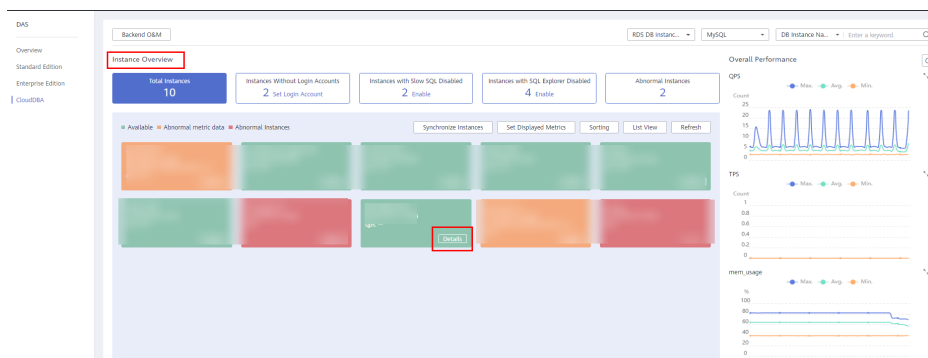 DAS
Overview
Standard Edition
Enterprise Edition
CloudDBA
Backend O&M
RDS DB Instanc...
MySQL
DB Instance Na...
Enter a keyword.
Instance Overview
Total Instances
10
Instances Without Login Accounts
2 Set Login Account
Instances with Slow SQL Disabled
2 Enable
Instances with SQL Explorer Disabled
4 Enable
Abnormal Instances
2
Available Abnormal metric data Abnormal Instances
Synchronize Instances
Set Displayed Metrics
Sorting
List View
Refresh
Details
Overall Performance
QPS
Max. Avg. Min.
Count
25
20
15
10
5
0
TPS
Max. Avg. Min.
Count
1
0.8
0.6
0.4
0.2
0
mem_usage
Max. Avg. Min.
%
100
80
60
40
20
0